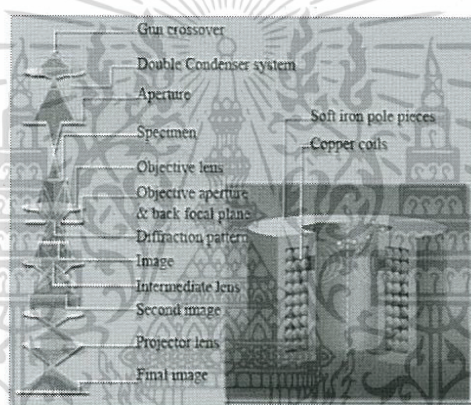 Gun crossover
Double Condenser system
Aperture
Specimen
Objective lens
Objective aperture
& back focal plane
Diffraction pattern
Image
Intermediate lens
Second image
Projector lens
Final image
Soft iron pole pieces
Copper coils